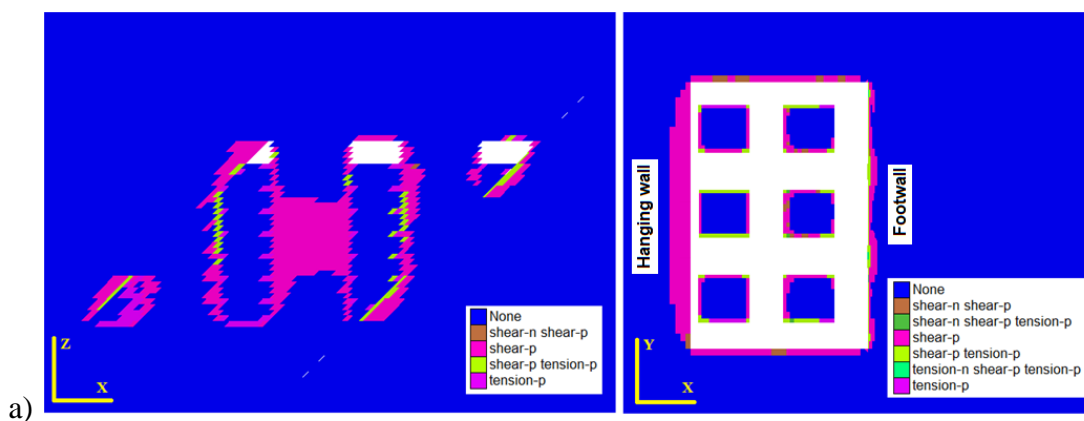 Z
X
None
shear-n shear-p
shear-p
shear-p tension-p
tension-p
Hanging wall
Footwall
Y
X
None
shear-n shear-p
shear-n shear-p tension-p
shear-p
shear-p tension-p
tension-n shear-p tension-p
tension-p
a)